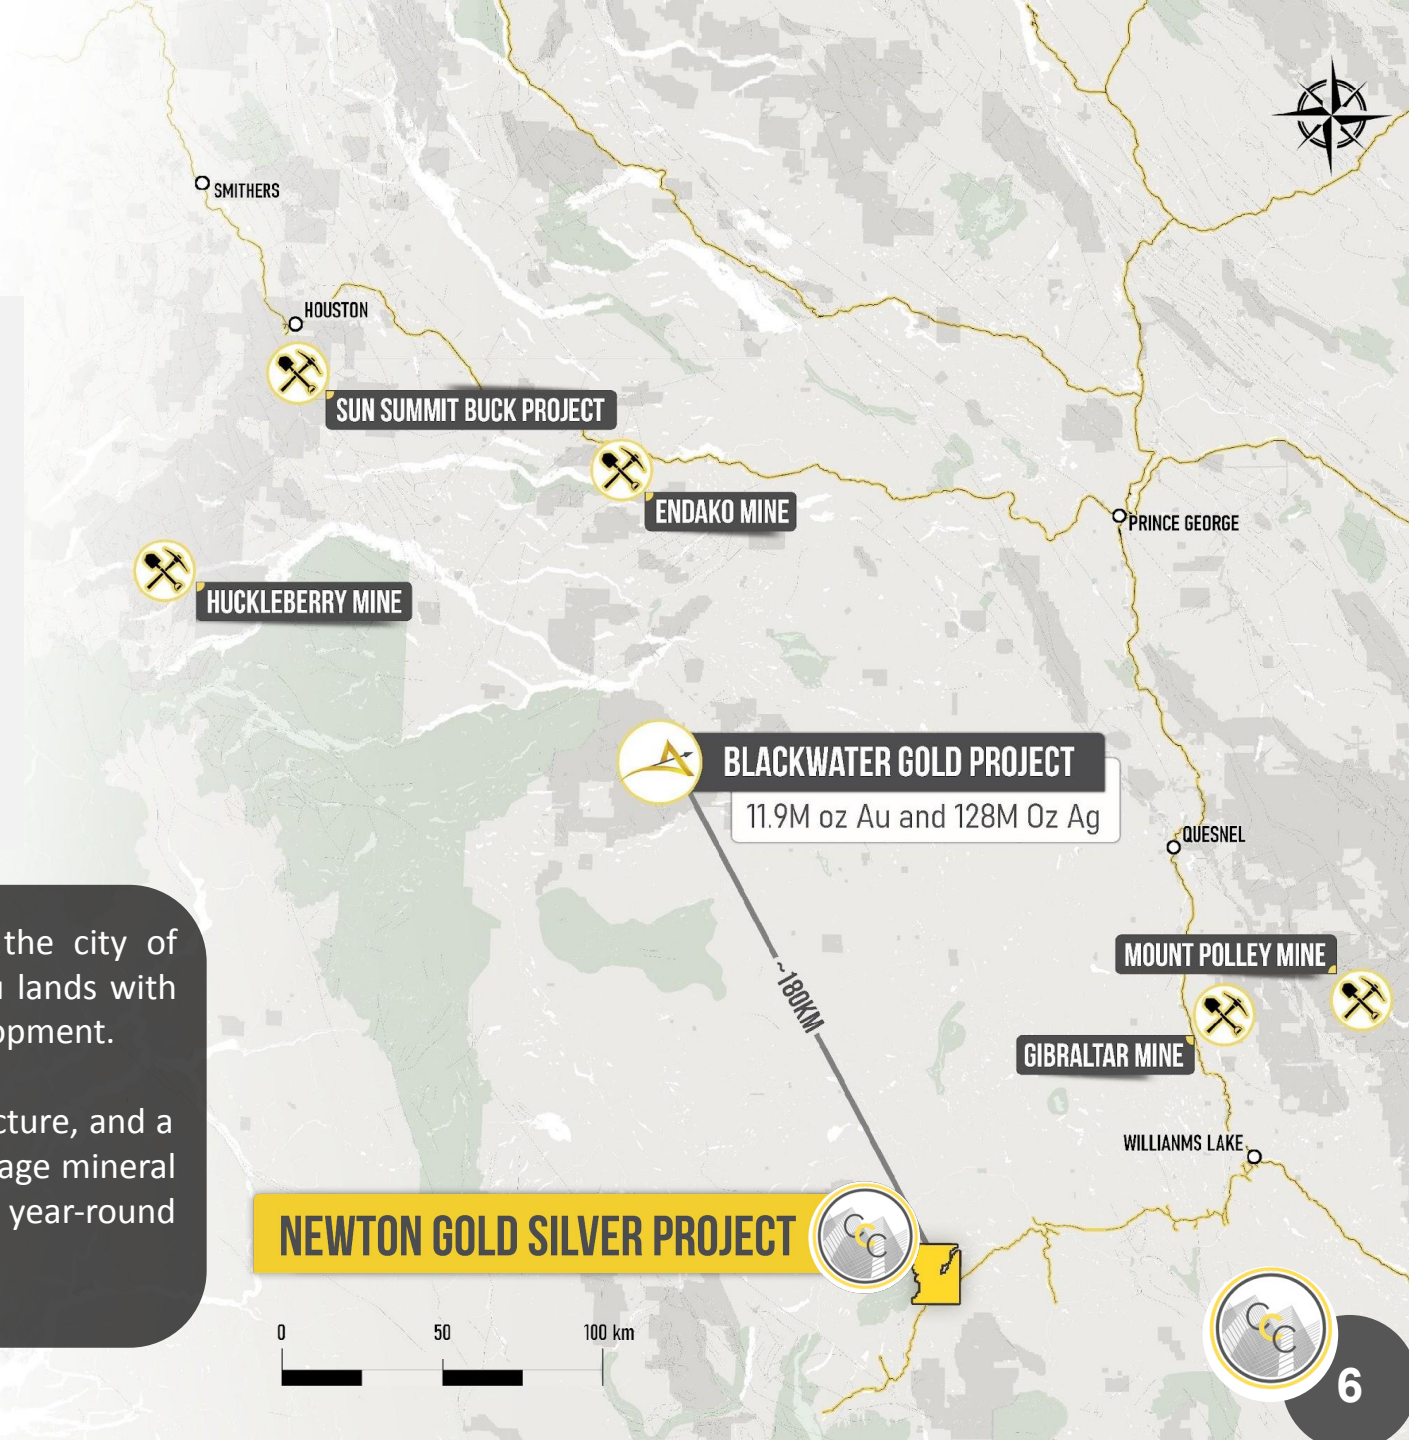 SMITHERS
HOUSTON
SUN SUMMIT BUCK PROJECT
ENDAKO MINE
PRINCE GEORGE
HUCKLEBERRY MINE
BLACKWATER GOLD PROJECT
11.9M oz Au and 128M Oz Ag
QUESNEL
the city of
lands with
MOUNT POLLEY MINE
~180KM
GIBRALTAR MINE
cture, and a
age mineral
year-round
WILLIANMS LAKE
NEWTON GOLD SILVER PROJECT
CCC
0 50 100 km
CCC
6